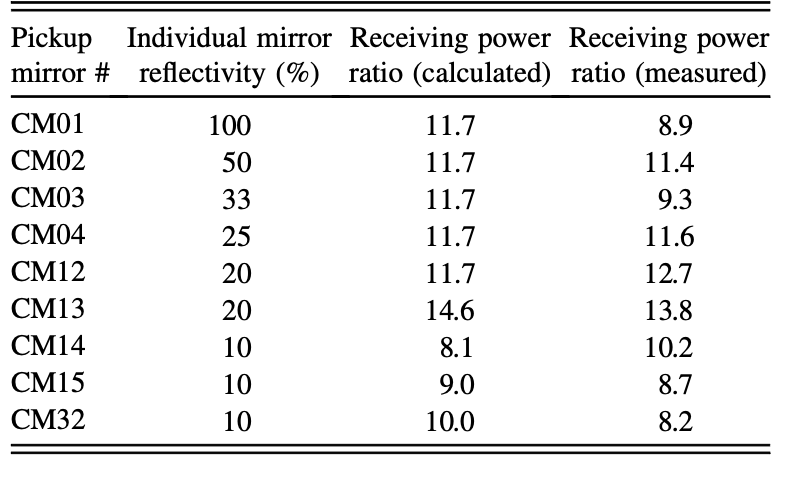 Pickup Individual mirror Receiving power Receiving power
mirror # reflectivity (%) ratio (calculated) ratio (measured)
CM01 100 11.7 8.9
CM02 50 11.7 11.4
CM03 33 11.7 9.3
CM04 25 11.7 11.6
CM12 20 11.7 12.7
CM13 20 14.6 13.8
CM14 10 8.1 10.2
CM15 10 9.0 8.7
CM32 10 10.0 8.2